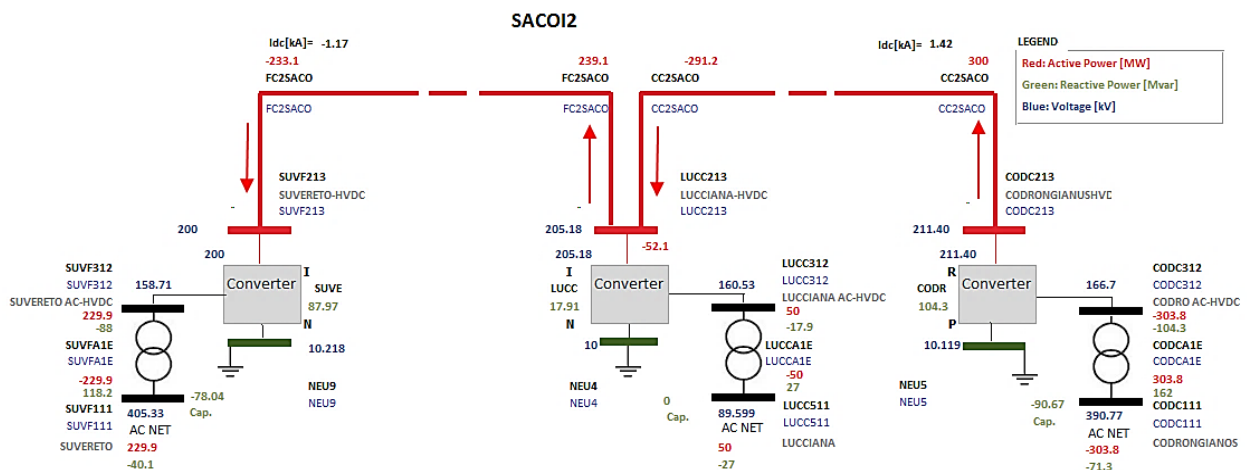 SACOI2
Idc[kA]= -1.17
-233.1
FC2SACO
FC2SACO
239.1
FC2SACO
FC2SACO
-291.2
CC2SACO
CC2SACO
Idc[kA]= 1.42
300
CC2SACO
CC2SACO
LEGEND
Red: Active Power [MW]
Green: Reactive Power [Mvar]
Blue: Voltage [kV]
SUVF213
SUVERETO-HVDC
SUVF213
-
200
200
Converter
I
SUVE
87.97
N
10.218
NEU9
NEU9
SUVF312
SUVF312
158.71
SUVERETO AC-HVDC
229.9
-88
SUVFA1E
SUVFA1E
-229.9
118.2
-78.04
Cap.
SUVF111
SUVF111
405.33
AC NET
SUVERETO
229.9
-40.1
LUCC213
LUCCIANA-HVDC
LUCC213
-
205.18
-52.1
205.18
I
LUCC
17.91
N
Converter
10
NEU4
NEU4
160.53
LUCC312
LUCC312
LUCCIANA AC-HVDC
50
-17.9
LUCCA1E
LUCCA1E
-50
27
0
Cap.
89.599
LUCC511
LUCC511
AC NET
LUCCIANA
50
-27
CODC213
CODRONGIANUSHVD
CODC213
-
211.40
211.40
R
CODR
104.3
P
Converter
10.119
NEU5
NEU5
166.7
CODC312
CODC312
CODRO AC-HVDC
-303.8
-104.3
CODCA1E
CODCA1E
303.8
162
-90.67
Cap.
390.77
CODC111
CODC111
AC NET
CODRONGIANOS
-303.8
-71.3